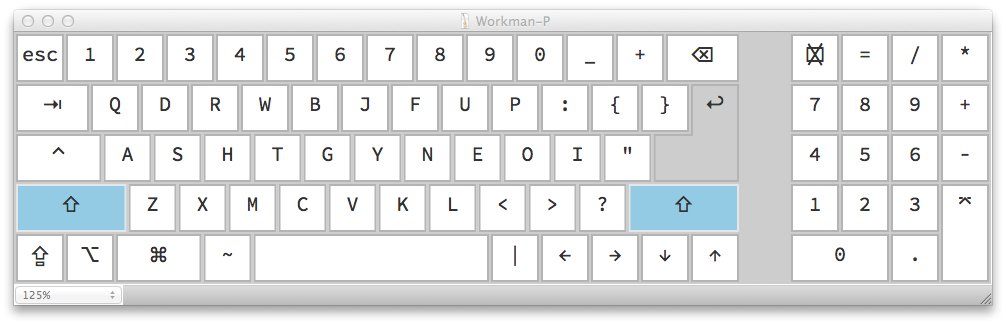 Workman-P
esc 1 2 3 4 5 6 7 8 9 0 _ + ⌫ = / *
⇥ Q D R W B J F U P : { } ↩ 7 8 9 +
^ A S H T G Y N E O I " 4 5 6 -
⇧ Z X M C V K L < > ? ⇧ 1 2 3 ⌤
⇪ ⌥ ⌘ ~ | ← → ↓ ↑ 0 .
125%